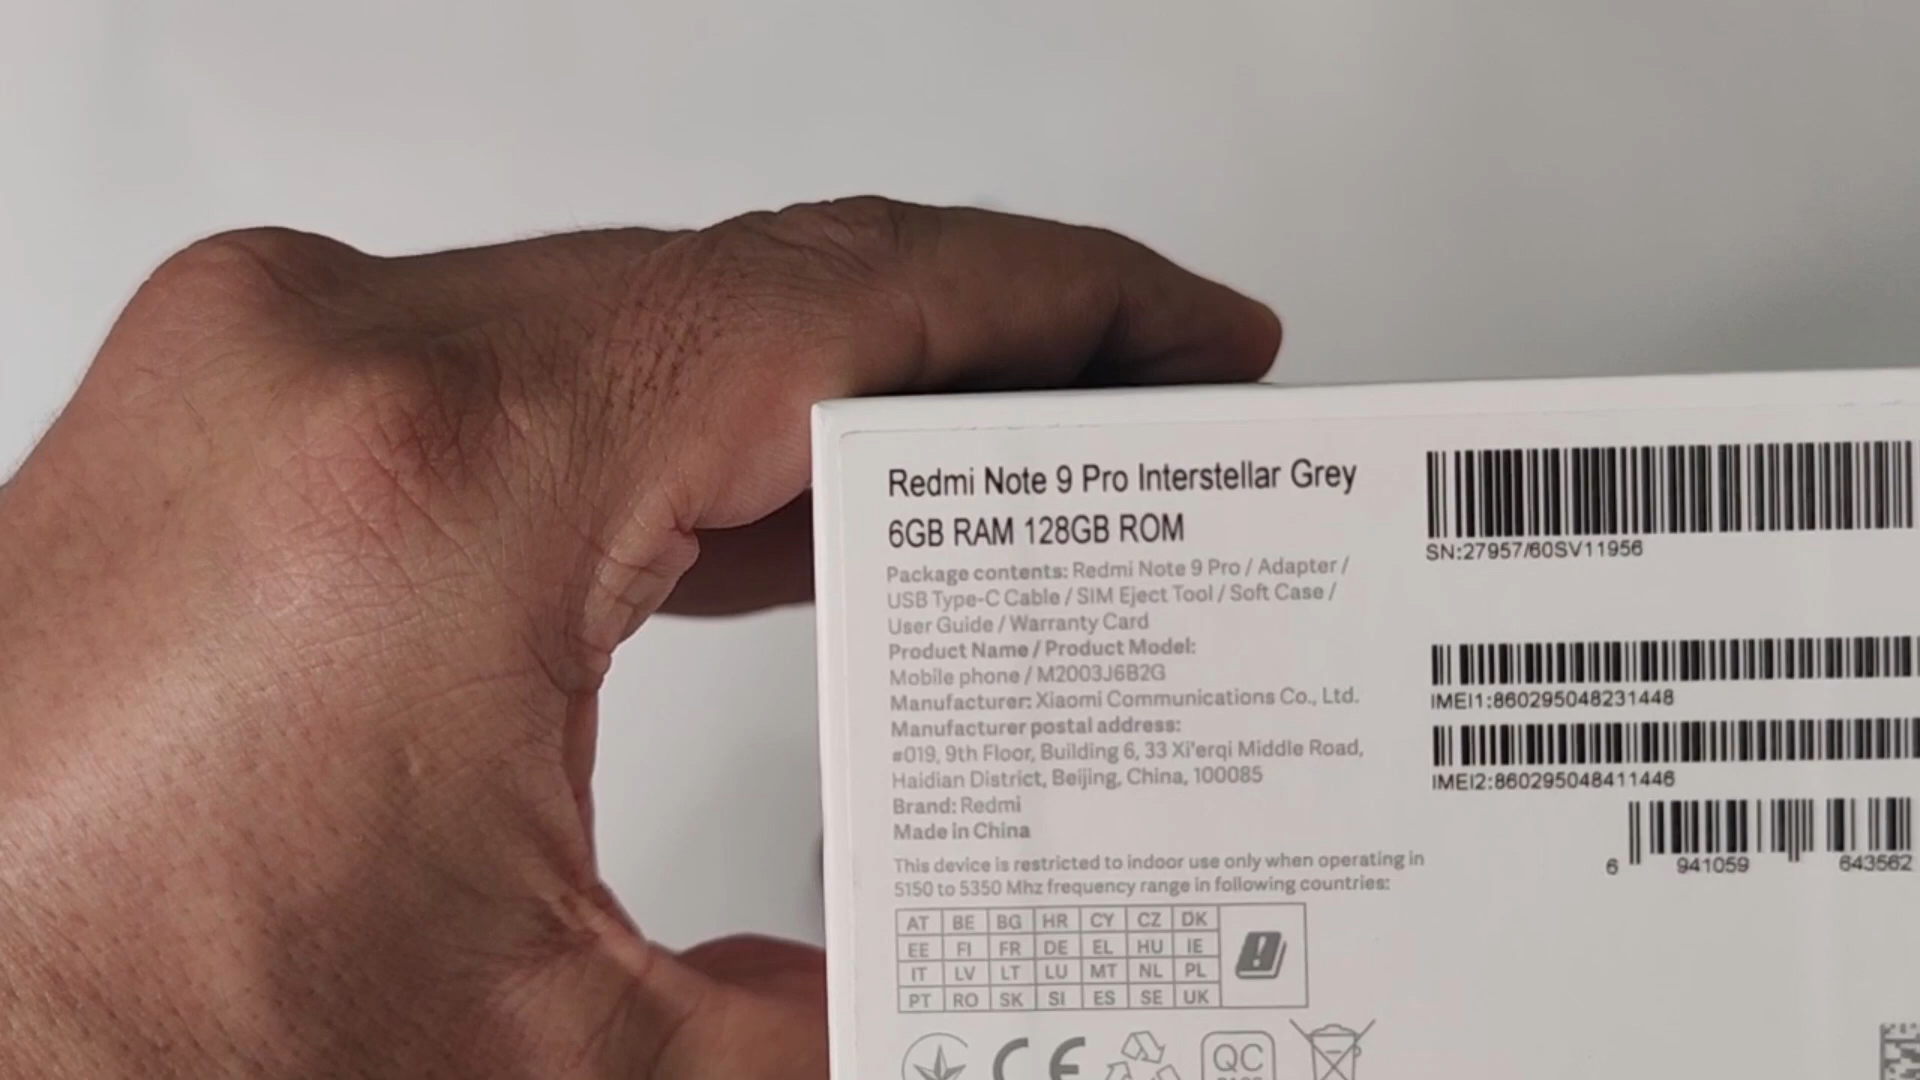 Redmi Note 9 Pro Interstellar Grey
6GB RAM 128GB ROM
Package contents: Redmi Note 9 Pro / Adapter /
USB Type-C Cable / SIM Eject Tool / Soft Case /
User Guide / Warranty Card
Product Name / Product Model:
Mobile phone / M2003J6B2G
Manufacturer: Xiaomi Communications Co., Ltd.
Manufacturer postal address:
#019, 9th Floor, Building 6, 33 Xi'erqi Middle Road,
Haidian District, Beijing, China, 100085
Brand: Redmi
Made in China
This device is restricted to indoor use only when operating in
5150 to 5350 Mhz frequency range in following countries:
AT BE BG HR CY CZ DK
EE FI FR DE EL HU IE
IT LV LT LU MT NL PL
PT RO SK SI ES SE UK
CE
QC
SN:27957/60SV11956
IMEI1:860295048231448
IMEI2:860295048411446
6 941059 643562